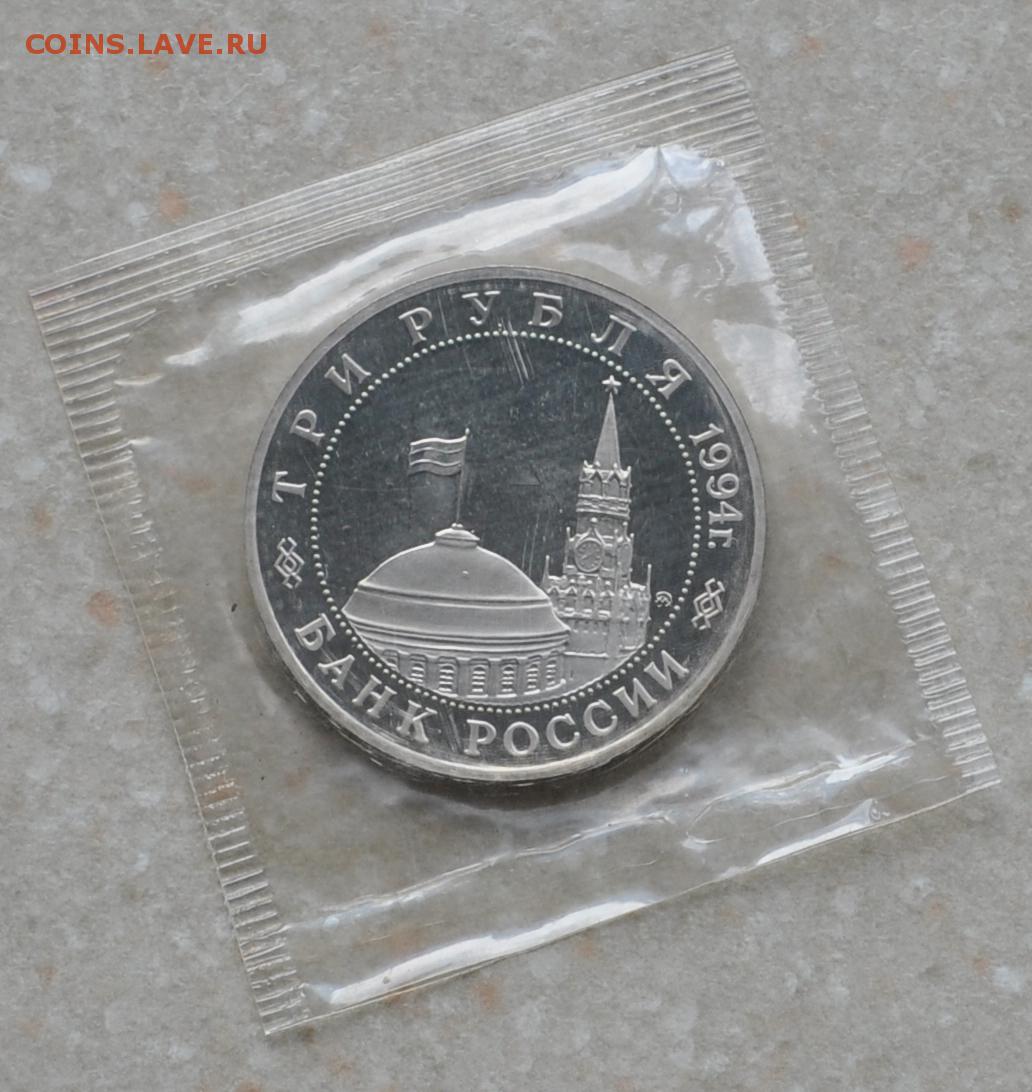 COINS.LAVE.RU
ТРИ РУБЛЯ 1994г.
БАНК РОССИИ